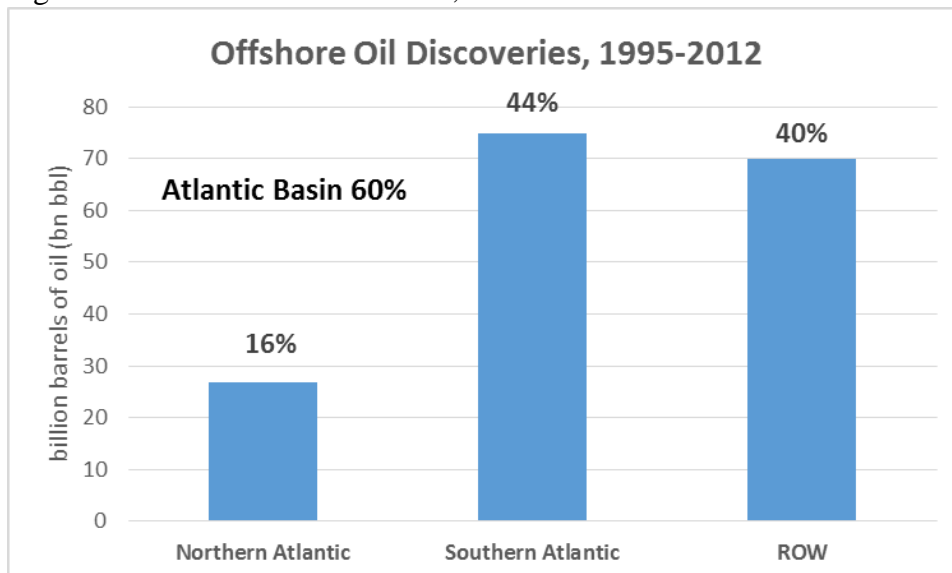 Offshore Oil Discoveries, 1995-2012
billion barrels of oil (bn bbl)
80
70
60
50
40
30
20
10
0
Atlantic Basin 60%
16%
44%
40%
Northern Atlantic
Southern Atlantic
ROW